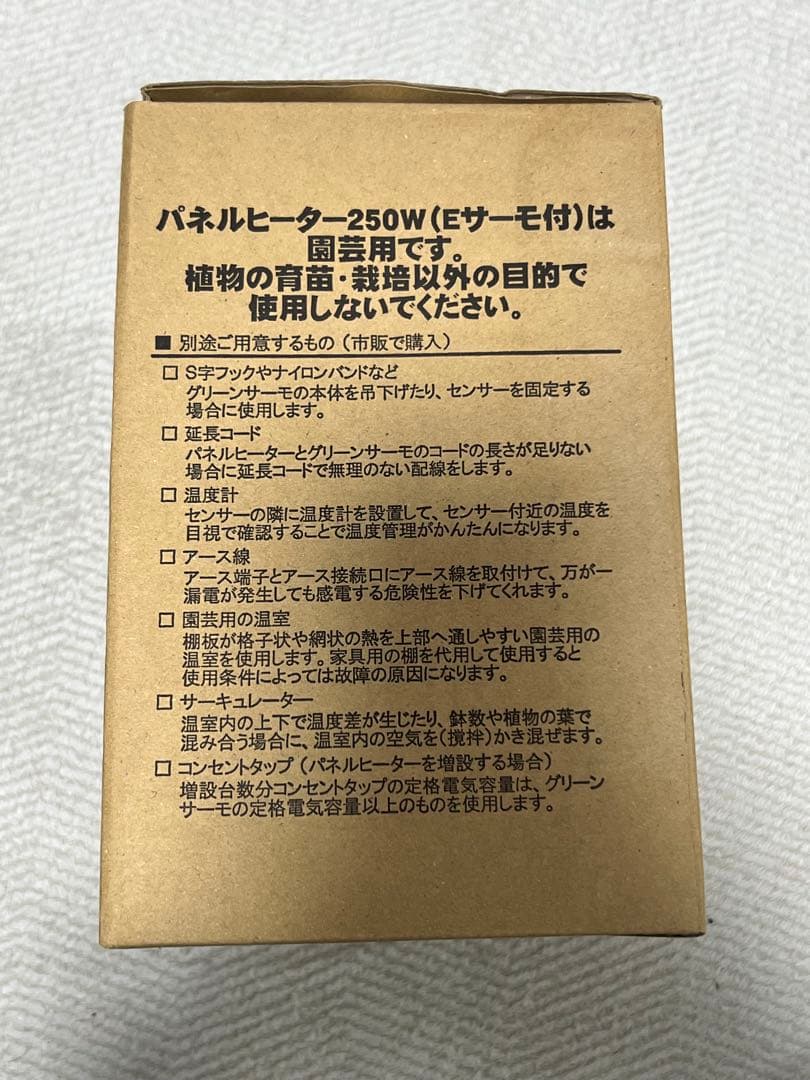 パネルヒーター250W(Eサーモ付)は
園芸用です。
植物の育苗・栽培以外の目的で
使用しないでください。
■ 別途ご用意するもの（市販で購入）
□ S字フックやナイロンバンドなど
グリーンサーモの本体を吊下げたり、センサーを固定する
場合に使用します。
□ 延長コード
パネルヒーターとグリーンサーモのコードの長さが足りない
場合に延長コードで無理のない配線をします。
□ 温度計
センサーの隣に温度計を設置して、センサー付近の温度を
目視で確認することで温度管理がかんたんになります。
□ アース線
アース端子とアース接続口にアース線を取付けて、万が一
漏電が発生しても感電する危険性を下げてくれます。
□ 園芸用の温室
棚板が格子状や網状の熱を上部へ通しやすい園芸用の
温室を使用します。家具用の棚を代用して使用すると
使用条件によっては故障の原因になります。
□ サーキュレーター
温室内の上下で温度差が生じたり、鉢数や植物の葉で
混み合う場合に、温室内の空気を(撹拌)かき混ぜます。
□ コンセントタップ（パネルヒーターを増設する場合）
増設台数分コンセントタップの定格電気容量は、グリーン
サーモの定格電気容量以上のものを使用します。